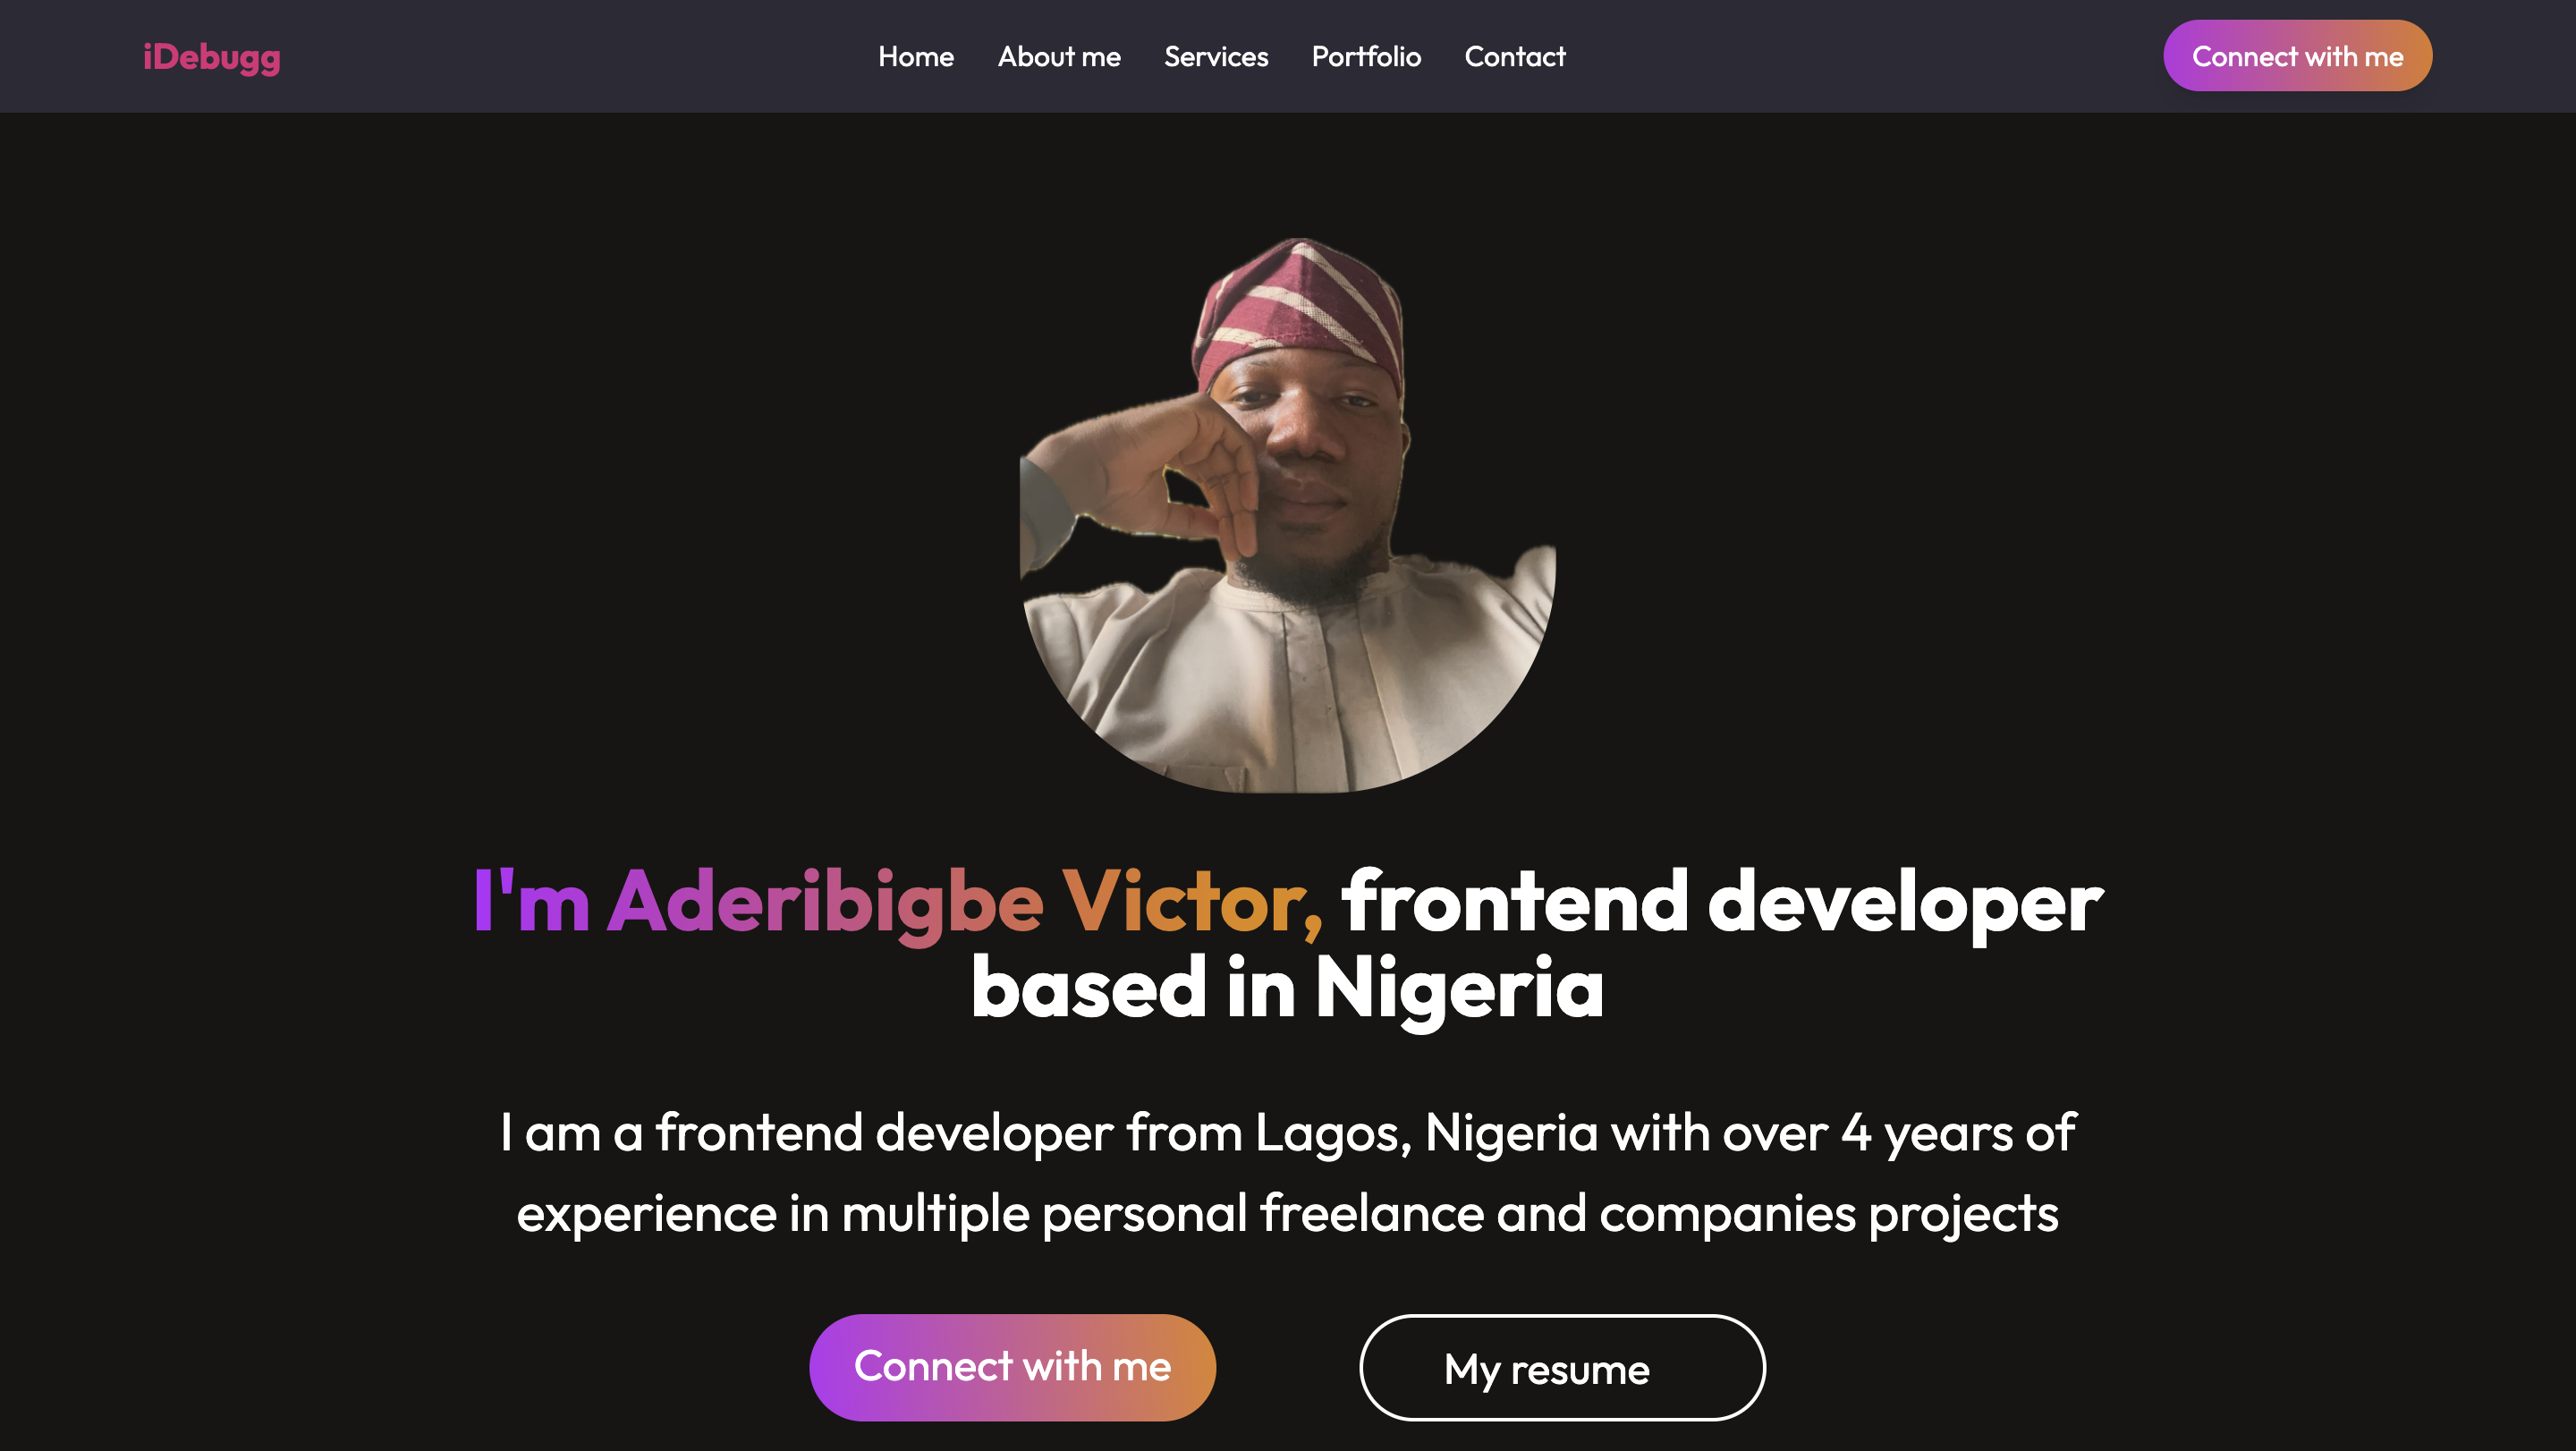 iDebugg
Home About me Services Portfolio Contact
Connect with me
I'm Aderibigbe Victor, frontend developer
based in Nigeria
I am a frontend developer from Lagos, Nigeria with over 4 years of
experience in multiple personal freelance and companies projects
Connect with me
My resume